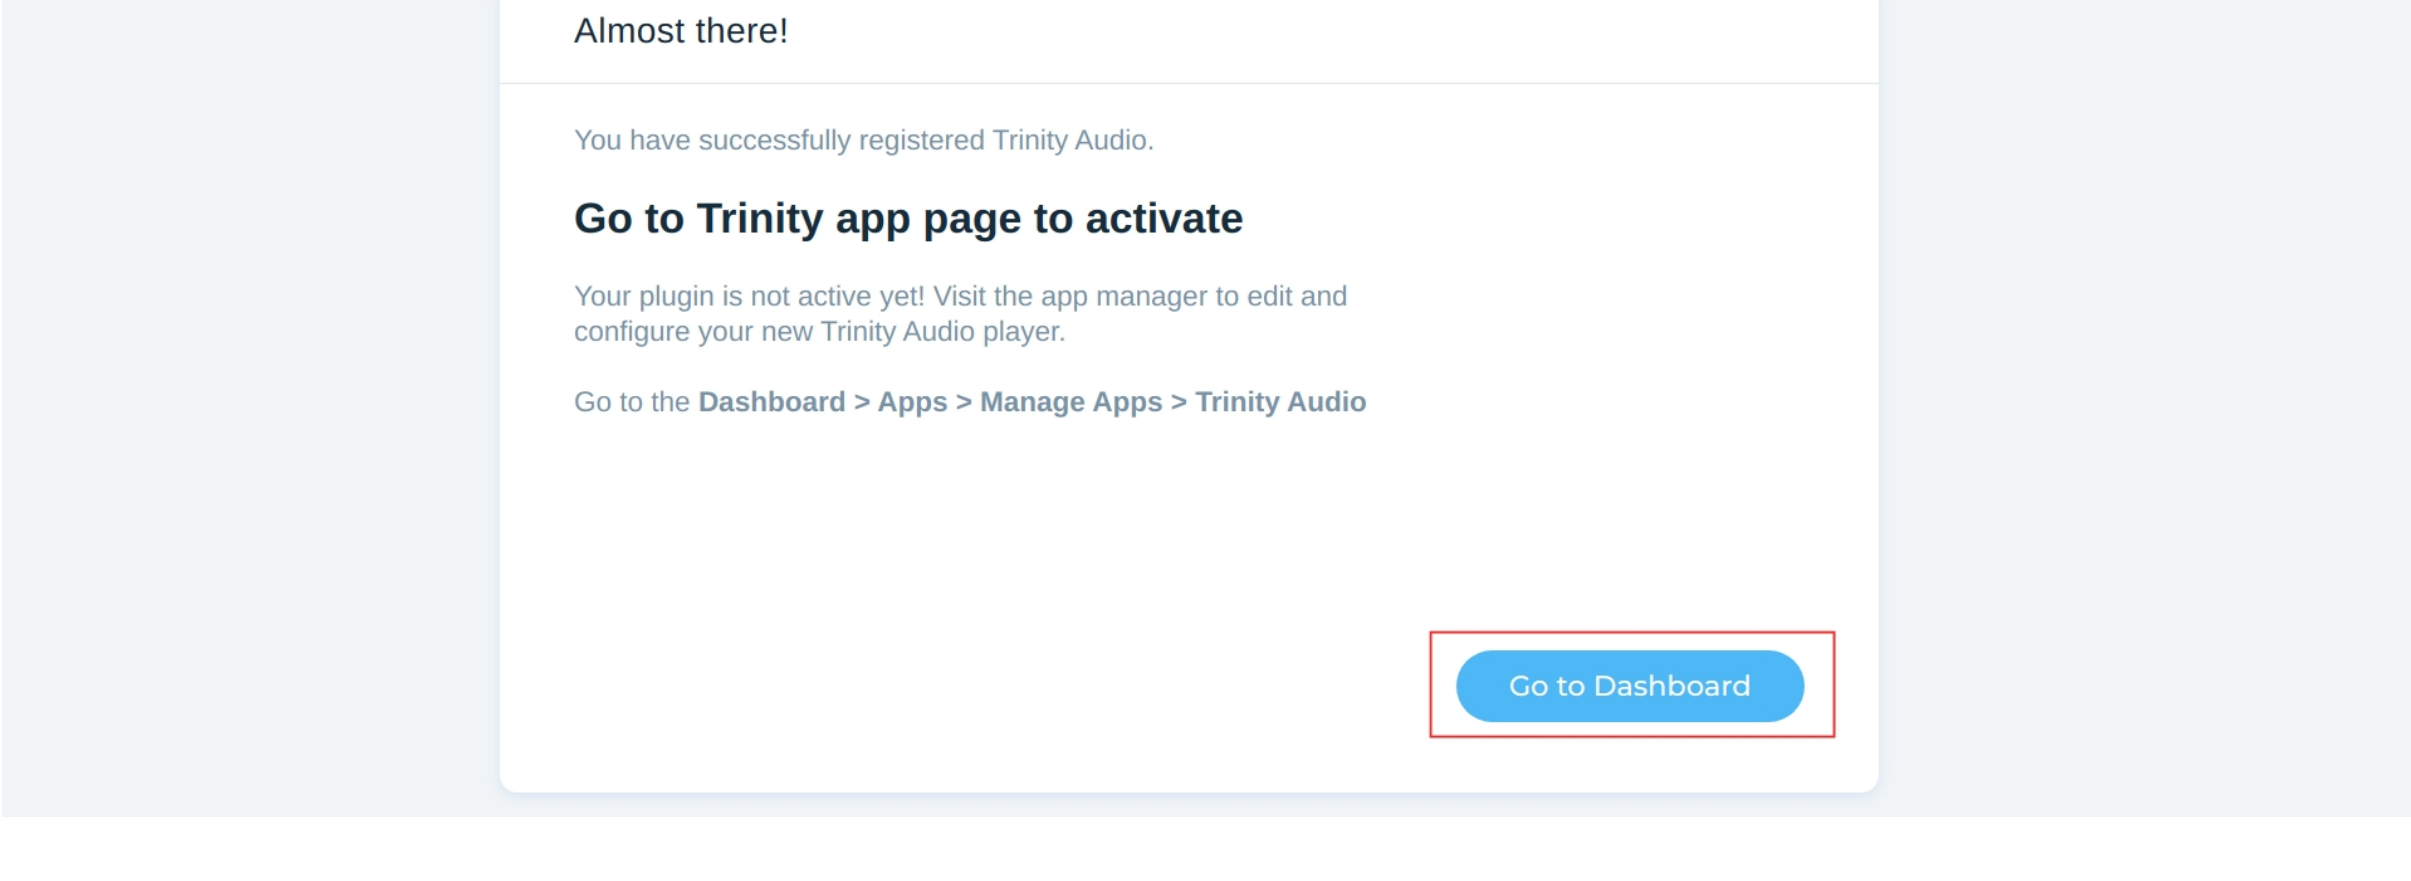 Almost there!
You have successfully registered Trinity Audio.
Go to Trinity app page to activate
Your plugin is not active yet! Visit the app manager to edit and
configure your new Trinity Audio player.
Go to the Dashboard > Apps > Manage Apps > Trinity Audio
Go to Dashboard